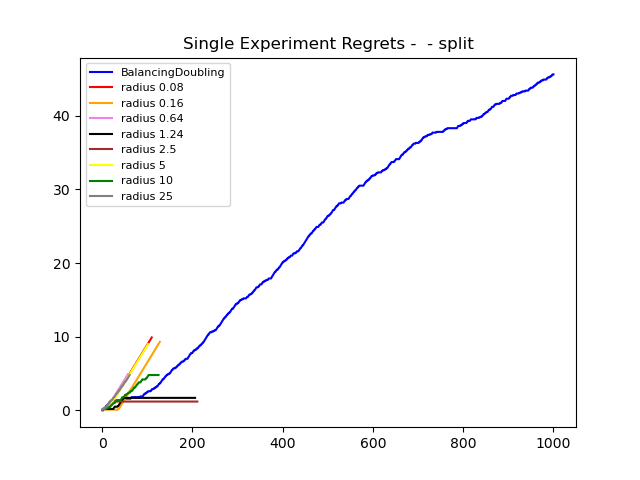 Single Experiment Regrets -  - split
BalancingDoubling
radius 0.08
radius 0.16
radius 0.64
radius 1.24
radius 2.5
radius 5
radius 10
radius 25
40
30
20
10
0
0 200 400 600 800 1000